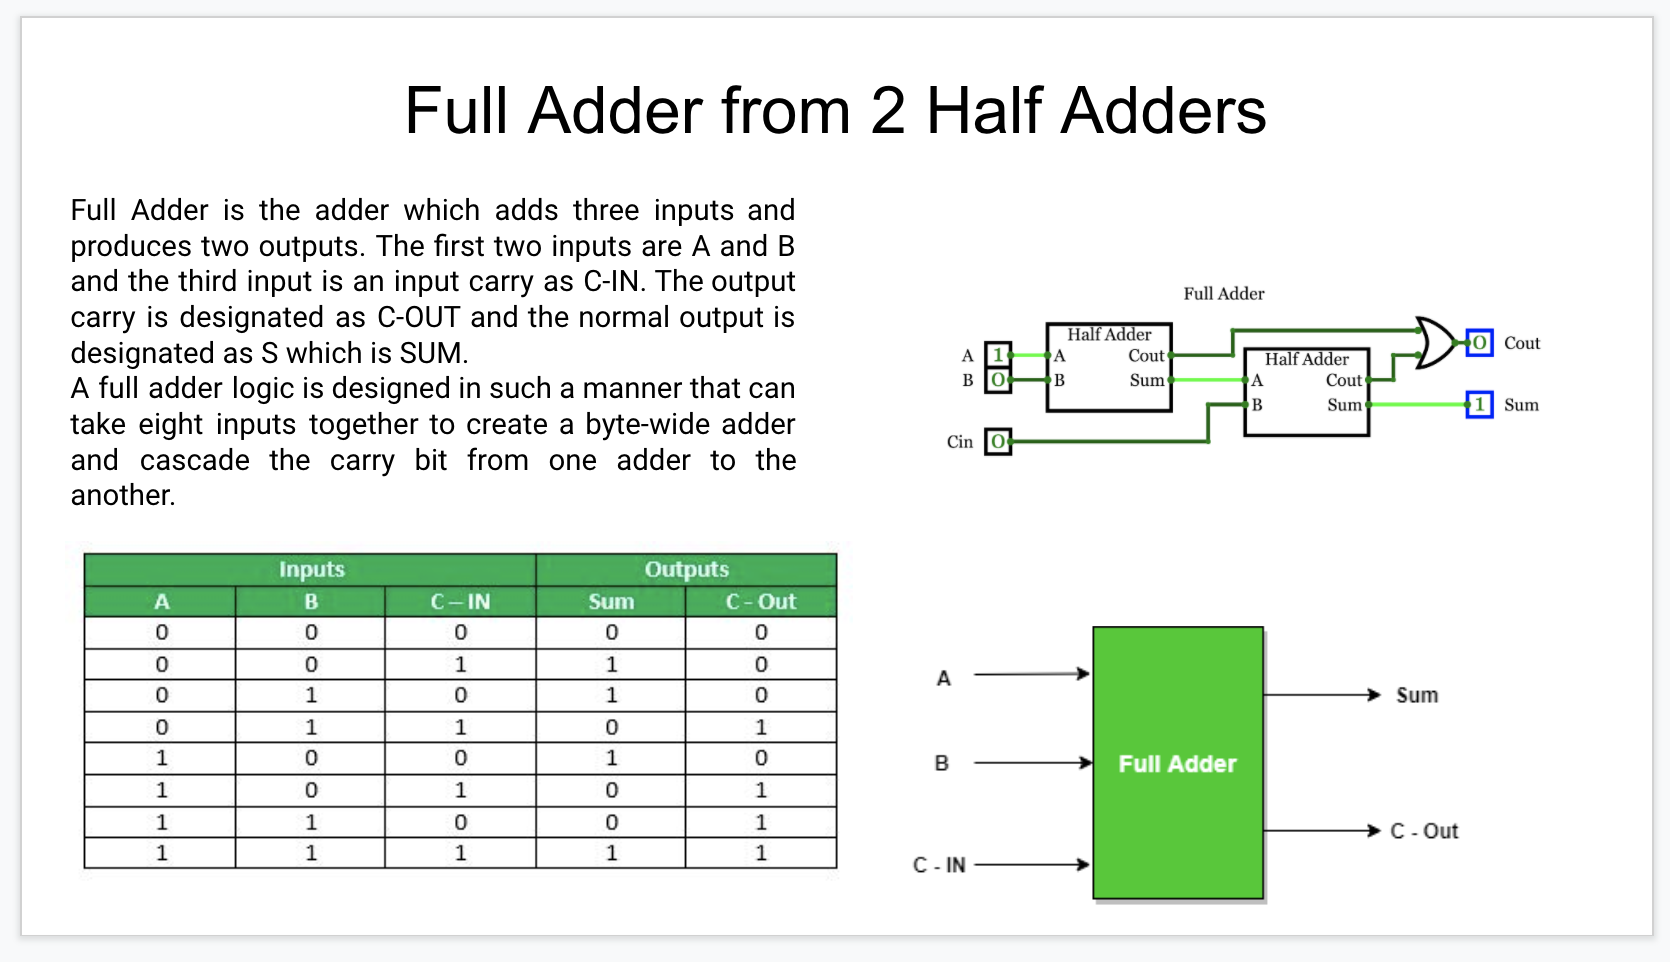 Full Adder from 2 Half Adders
Full Adder is the adder which adds three inputs and
produces two outputs. The first two inputs are A and B
and the third input is an input carry as C-IN. The output
carry is designated as C-OUT and the normal output is
designated as S which is SUM.
A full adder logic is designed in such a manner that can
take eight inputs together to create a byte-wide adder
and cascade the carry bit from one adder to the
another.
Full Adder
Half Adder
A 1 A Cout
B 0 B Sum
Half Adder
A Cout
B Sum
Cin 0
0 Cout
1 Sum
Inputs Outputs
A B C – IN Sum C - Out
0 0 0 0 0
0 0 1 1 0
0 1 0 1 0
0 1 1 0 1
1 0 0 1 0
1 0 1 0 1
1 1 0 0 1
1 1 1 1 1
A
B
C - IN
Full Adder
Sum
C - Out